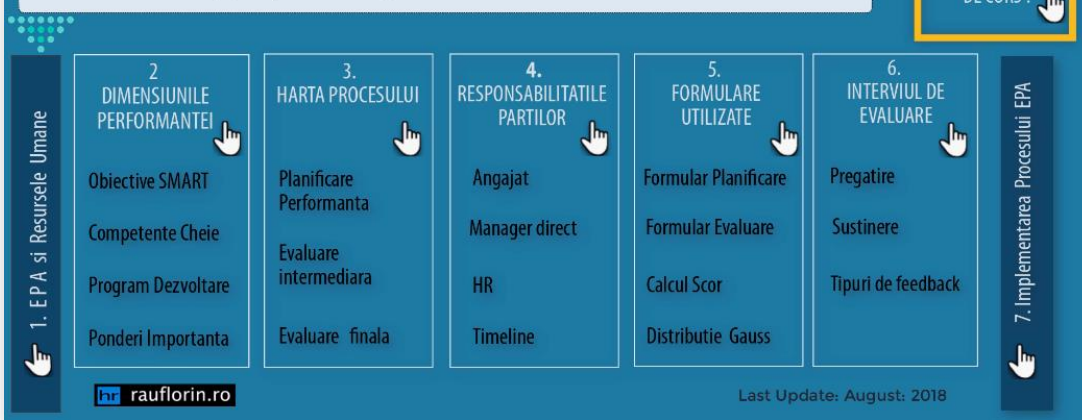 DE CURS ?
1. E P A si Resursele Umane
2
DIMENSIUNILE
PERFORMANTEI
Obiective SMART
Competente Cheie
Program Dezvoltare
Ponderi Importanta
3.
HARTA PROCESULUI
Planificare
Performanta
Evaluare
intermediara
Evaluare finala
4.
RESPONSABILITATILE
PARTILOR
Angajat
Manager direct
HR
Timeline
5.
FORMULARE
UTILIZATE
Formular Planificare
Formular Evaluare
Calcul Scor
Distributie Gauss
6.
INTERVIUL DE
EVALUARE
Pregatire
Sustinere
Tipuri de feedback
7. Implementarea Procesului EPA
hr rauflorin.ro
Last Update: August: 2018